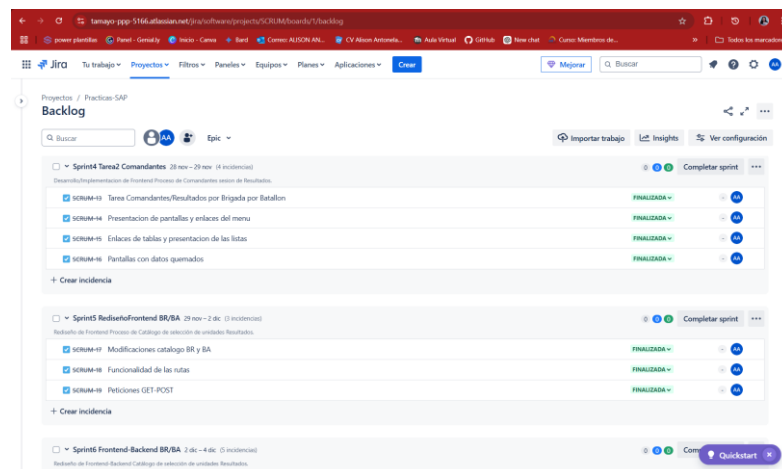 tamayo-ppp-5166.atlassian.net/jira/software/projects/SCRUM/boards/1/backlog
power plantillas Panel - Genially Inicio - Canva Bard Correo: ALISON AN... CV Alison Antonela... Aula Virtual GitHub New chat Curso: Miembros de... » Todos los marcadores
Jira Tu trabajo Proyectos Filtros Paneles Equipos Planes Aplicaciones Crear Mejorar Buscar AA
Proyectos / Practicas-SAP
Backlog
Buscar AA Epic Importar trabajo Insights Ver configuración
Sprint4 Tarea2 Comandantes 28 nov – 29 nov (4 incidencias) 0 0 0 Completar sprint
Desarrollo/Implementacion de Frontend Proceso de Comandantes sesion de Resultados.
SCRUM-13 Tarea Comandantes/Resultados por Brigada por Batallon FINALIZADA AA
SCRUM-14 Presentacion de pantallas y enlaces del menu FINALIZADA AA
SCRUM-15 Enlaces de tablas y presentacion de las listas FINALIZADA AA
SCRUM-16 Pantallas con datos quemados FINALIZADA AA
+ Crear incidencia
Sprint5 RediseñoFrontend BR/BA 29 nov – 2 dic (3 incidencias) 0 0 0 Completar sprint
Rediseño de Frontend Proceso de Catálogo de selección de unidades Resultados.
SCRUM-17 Modificaciones catalogo BR y BA FINALIZADA AA
SCRUM-18 Funcionalidad de las rutas FINALIZADA AA
SCRUM-19 Peticiones GET-POST FINALIZADA AA
+ Crear incidencia
Sprint6 Frontend-Backend BR/BA 2 dic – 4 dic (5 incidencias) 0 0 0 Com
Rediseño de Frontend-Backend Catálogo de selección de unidades Resultados.
Quickstart